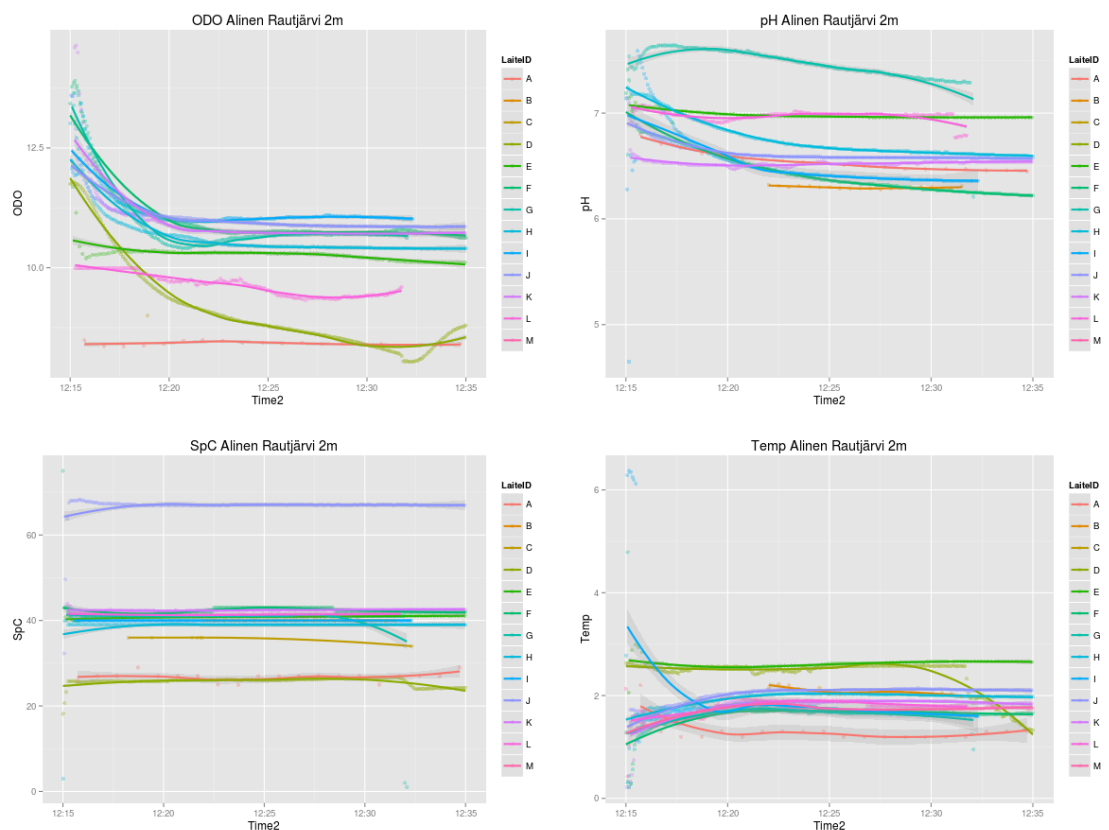 ODO Alinen Rautjärvi 2m
ODO
12.5
10.0
12:15 12:20 12:25 12:30 12:35
Time2
LaiteID
A
B
C
D
E
F
G
H
I
J
K
L
M
pH Alinen Rautjärvi 2m
pH
7
6
5
12:15 12:20 12:25 12:30 12:35
Time2
LaiteID
A
B
C
D
E
F
G
H
I
J
K
L
M
SpC Alinen Rautjärvi 2m
SpC
60
40
20
0
12:15 12:20 12:25 12:30 12:35
Time2
LaiteID
A
B
C
D
E
F
G
H
I
J
K
L
M
Temp Alinen Rautjärvi 2m
Temp
6
4
2
0
12:15 12:20 12:25 12:30 12:35
Time2
LaiteID
A
B
C
D
E
F
G
H
I
J
K
L
M